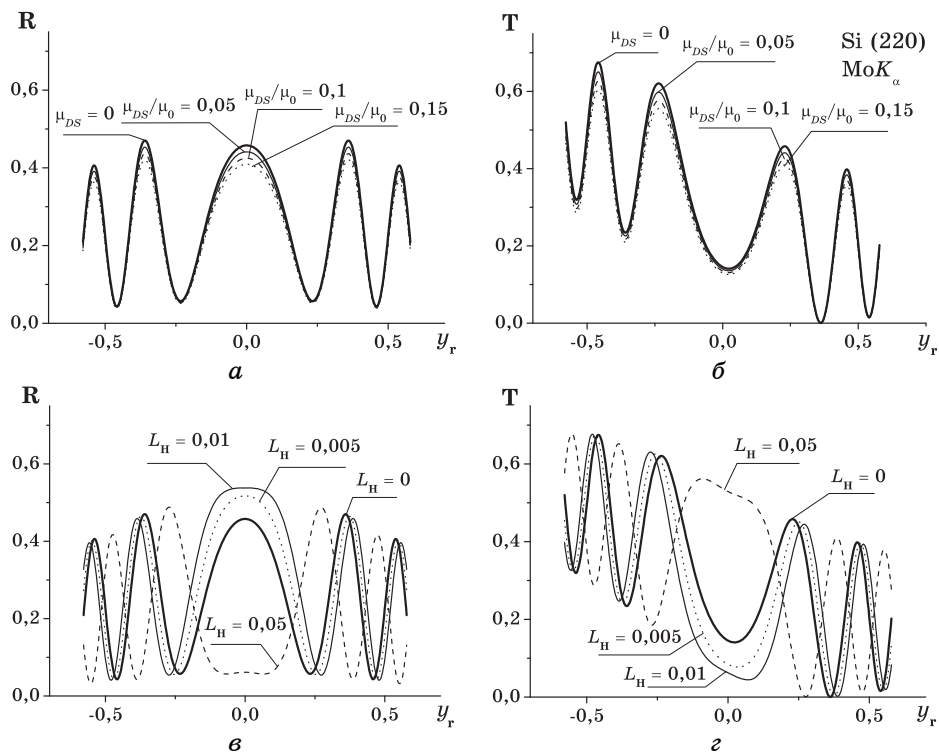 R
μDS = 0
μDS/μ0 = 0,05
μDS/μ0 = 0,1
μDS/μ0 = 0,15
0,6
0,4
0,2
0,0
-0,5
0,0
0,5
yr
а
T
μDS = 0
μDS/μ0 = 0,05
Si (220)
MoKα
μDS/μ0 = 0,1
μDS/μ0 = 0,15
0,6
0,4
0,2
0,0
-0,5
0,0
0,5
yr
б
R
LH = 0,01
LH = 0,005
LH = 0
LH = 0,05
0,6
0,4
0,2
0,0
-0,5
0,0
0,5
yr
в
T
LH = 0,05
LH = 0
LH = 0,005
LH = 0,01
0,6
0,4
0,2
0,0
-0,5
0,0
0,5
yr
г